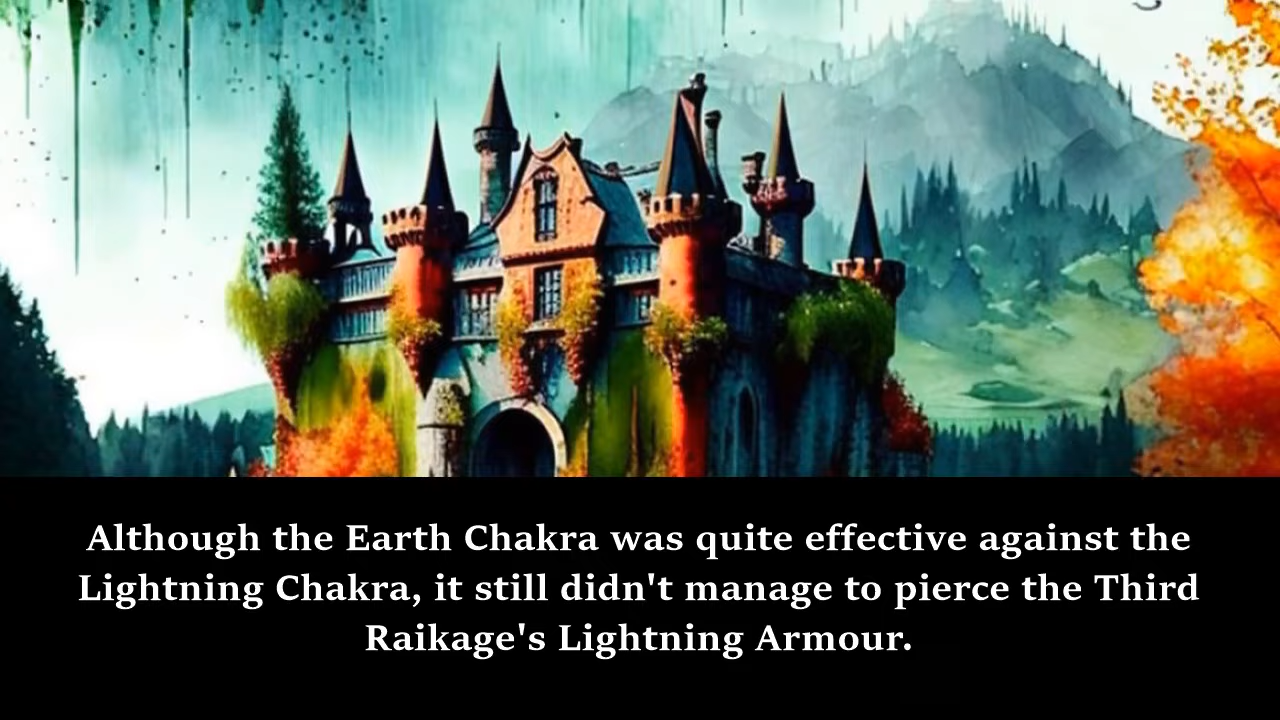 Although the Earth Chakra was quite effective against the
Lightning Chakra, it still didn't manage to pierce the Third
Raikage's Lightning Armour.